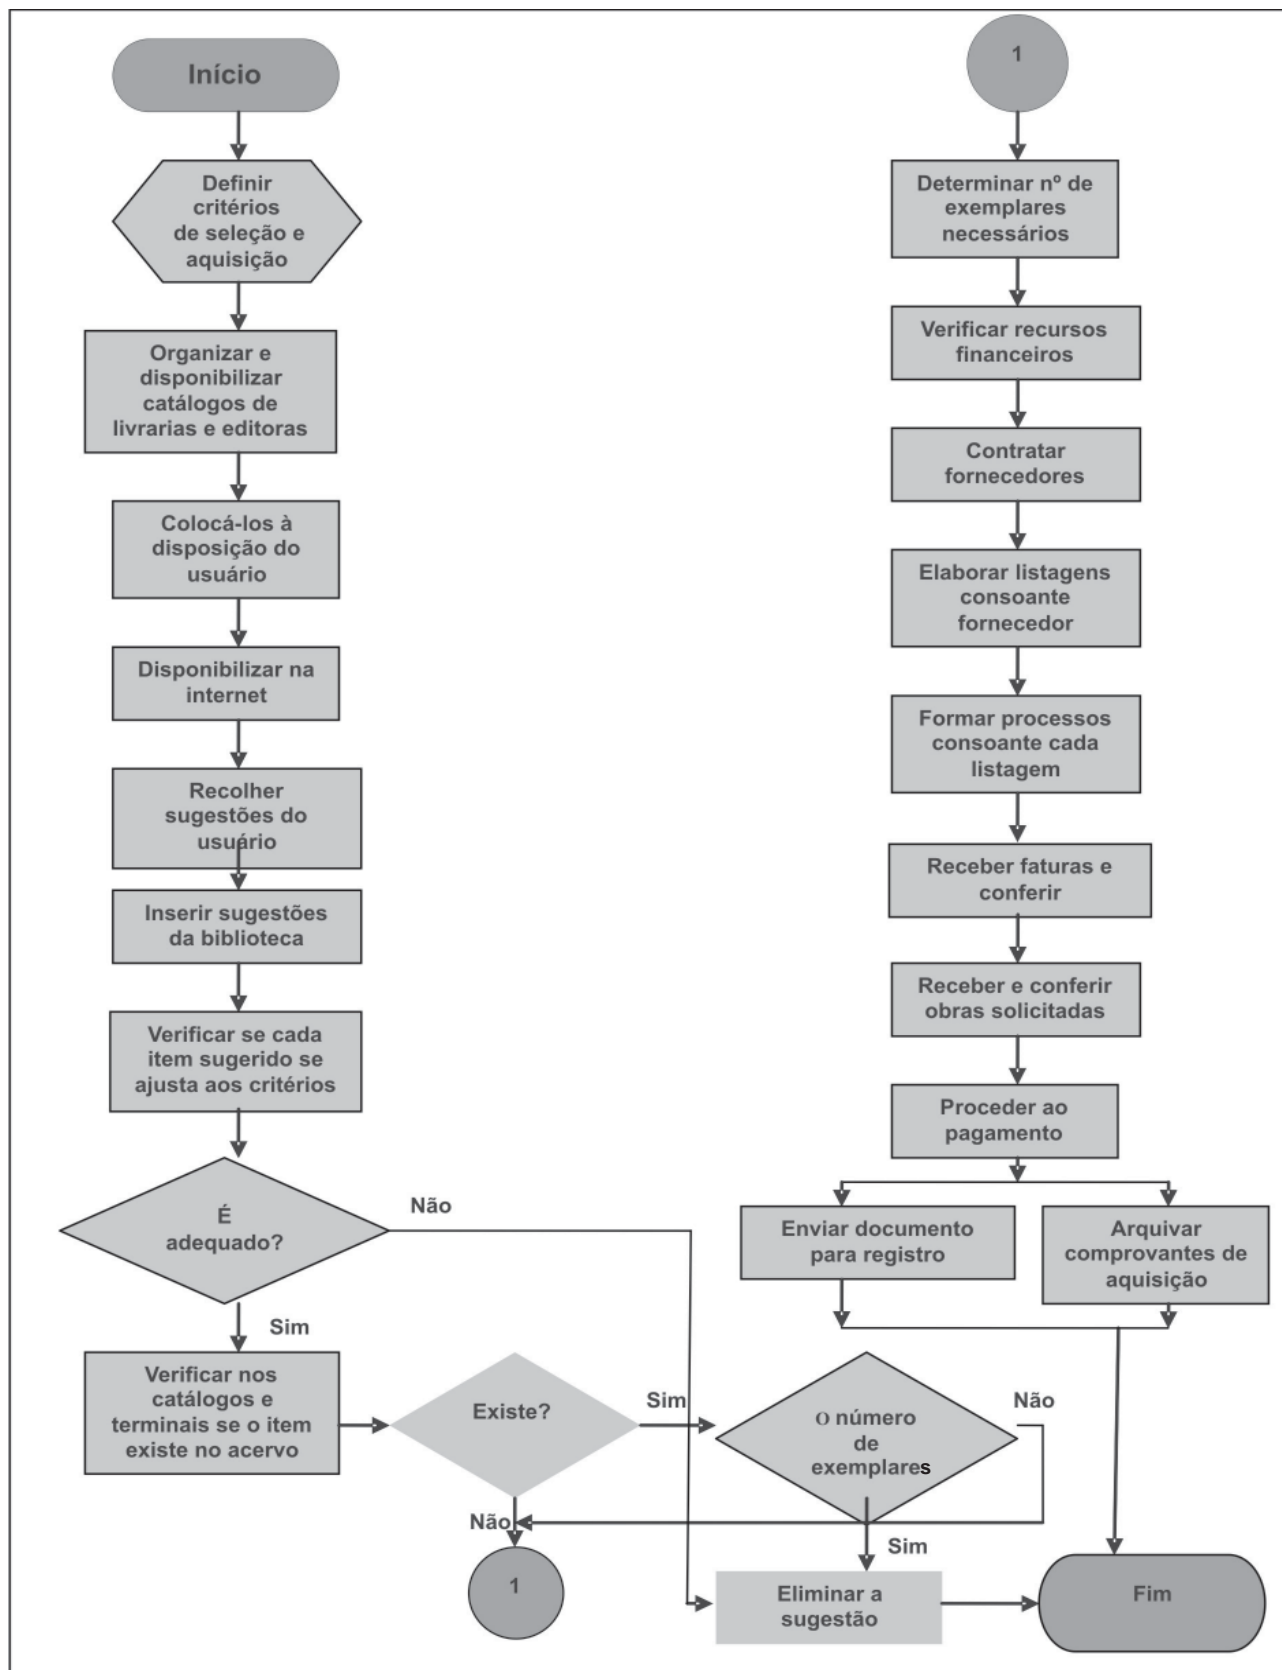 Início
Definir
critérios
de seleção e
aquisição
Organizar e
disponibilizar
catálogos de
livrarias e editoras
Colocá-los à
disposição do
usuário
Disponibilizar na
internet
Recolher
sugestões do
usuário
Inserir sugestões
da biblioteca
Verificar se cada
item sugerido se
ajusta aos critérios
É
adequado?
Não
Sim
Verificar nos
catálogos e
terminais se o item
existe no acervo
Existe?
Sim
Não
1
O número
de
exemplares
Não
Sim
Eliminar a
sugestão
1
Determinar nº de
exemplares
necessários
Verificar recursos
financeiros
Contratar
fornecedores
Elaborar listagens
consoante
fornecedor
Formar processos
consoante cada
listagem
Receber faturas e
conferir
Receber e conferir
obras solicitadas
Proceder ao
pagamento
Enviar documento
para registro
Arquivar
comprovantes de
aquisição
Fim